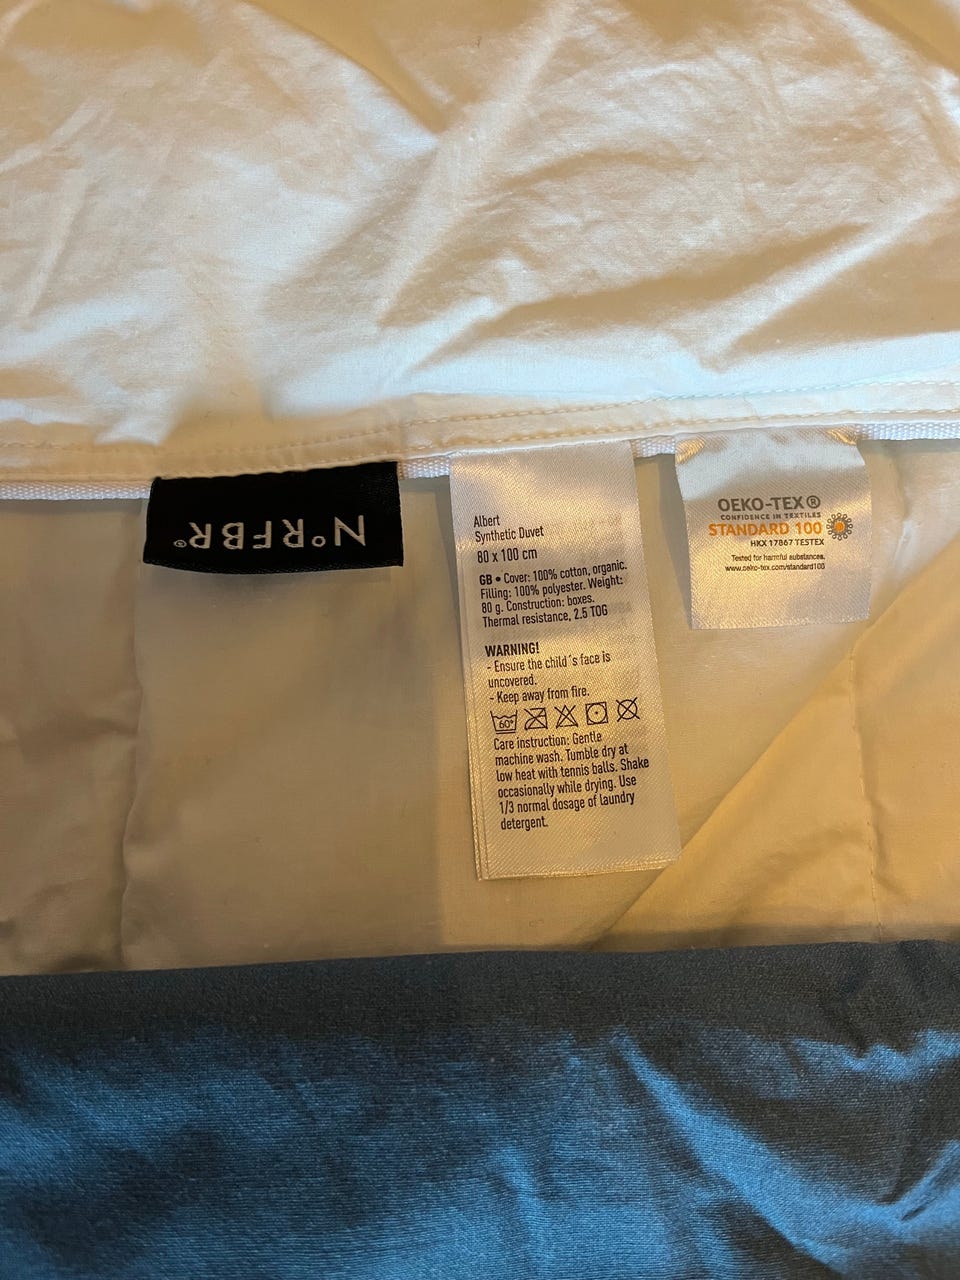 N°RFBR®
Albert
Synthetic Duvet
80 x 100 cm
GB • Cover: 100% cotton, organic.
Filling: 100% polyester. Weight:
80 g. Construction: boxes.
Thermal resistance, 2.5 TOG
WARNING!
- Ensure the child´s face is
uncovered.
- Keep away from fire.
60°
Care instruction: Gentle
machine wash. Tumble dry at
low heat with tennis balls. Shake
occasionally while drying. Use
1/3 normal dosage of laundry
detergent.
OEKO-TEX®
CONFIDENCE IN TEXTILES
STANDARD 100
HKX 17867 TESTEX
Tested for harmful substances.
www.oeko-tex.com/standard100